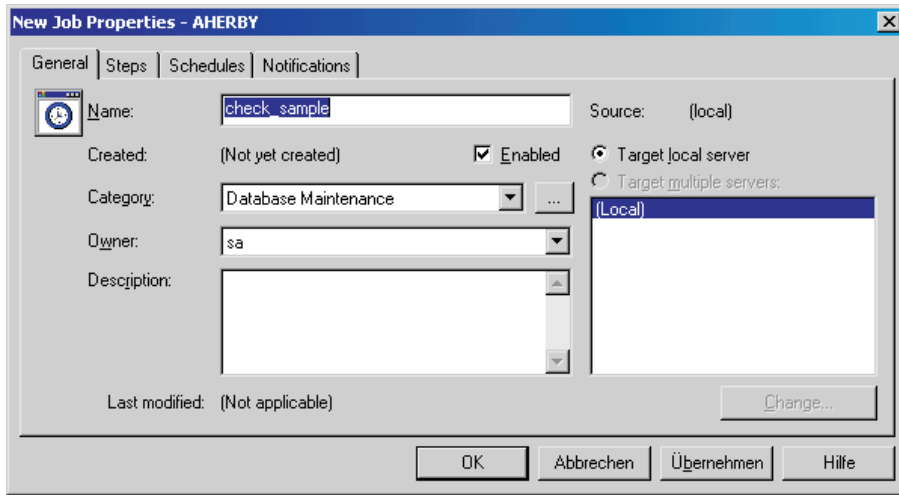 New Job Properties - AHERBY
General Steps Schedules Notifications
Name: check_sample Source: (local)
Created: (Not yet created) Enabled Target local server
Target multiple servers:
Category: Database Maintenance ... (Local)
Owner: sa
Description:
Last modified: (Not applicable) Change...
OK Abbrechen Übernehmen Hilfe